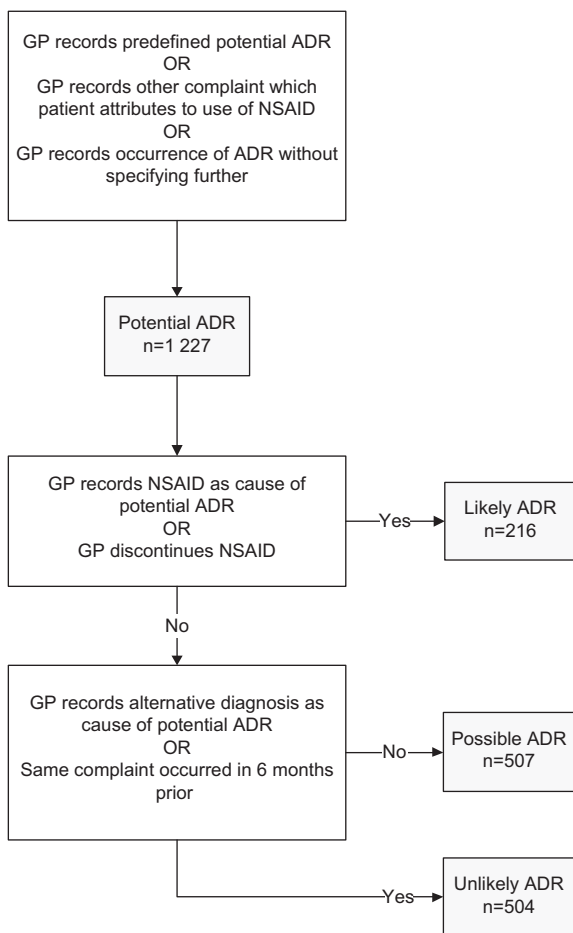 GP records predefined potential ADR
OR
GP records other complaint which
patient attributes to use of NSAID
OR
GP records occurrence of ADR without
specifying further
Potential ADR
n=1 227
GP records NSAID as cause of
potential ADR
OR
GP discontinues NSAID
Yes
Likely ADR
n=216
No
GP records alternative diagnosis as
cause of potential ADR
OR
Same complaint occurred in 6 months
prior
No
Possible ADR
n=507
Yes
Unlikely ADR
n=504